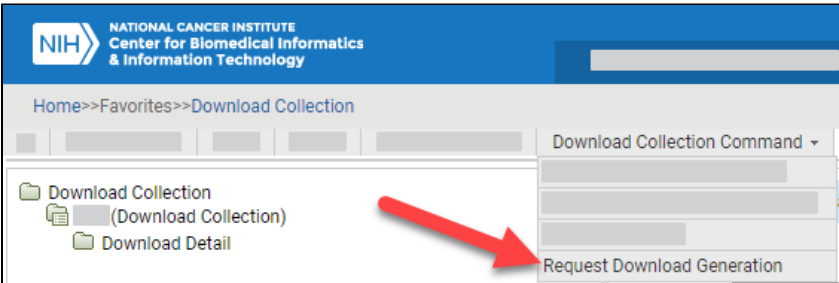 NIH
NATIONAL CANCER INSTITUTE
Center for Biomedical Informatics
& Information Technology
Home>>Favorites>>Download Collection
Download Collection Command
Download Collection
(Download Collection)
Download Detail
Request Download Generation